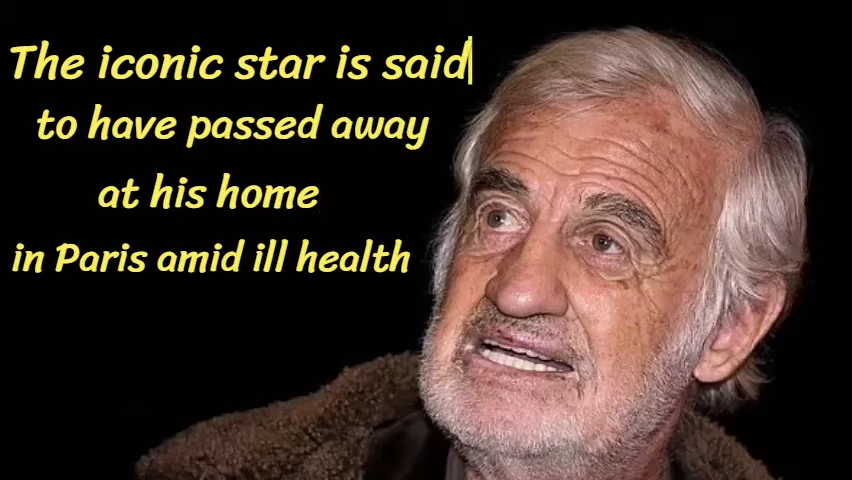 The iconic star is said
to have passed away
at his home
in Paris amid ill health